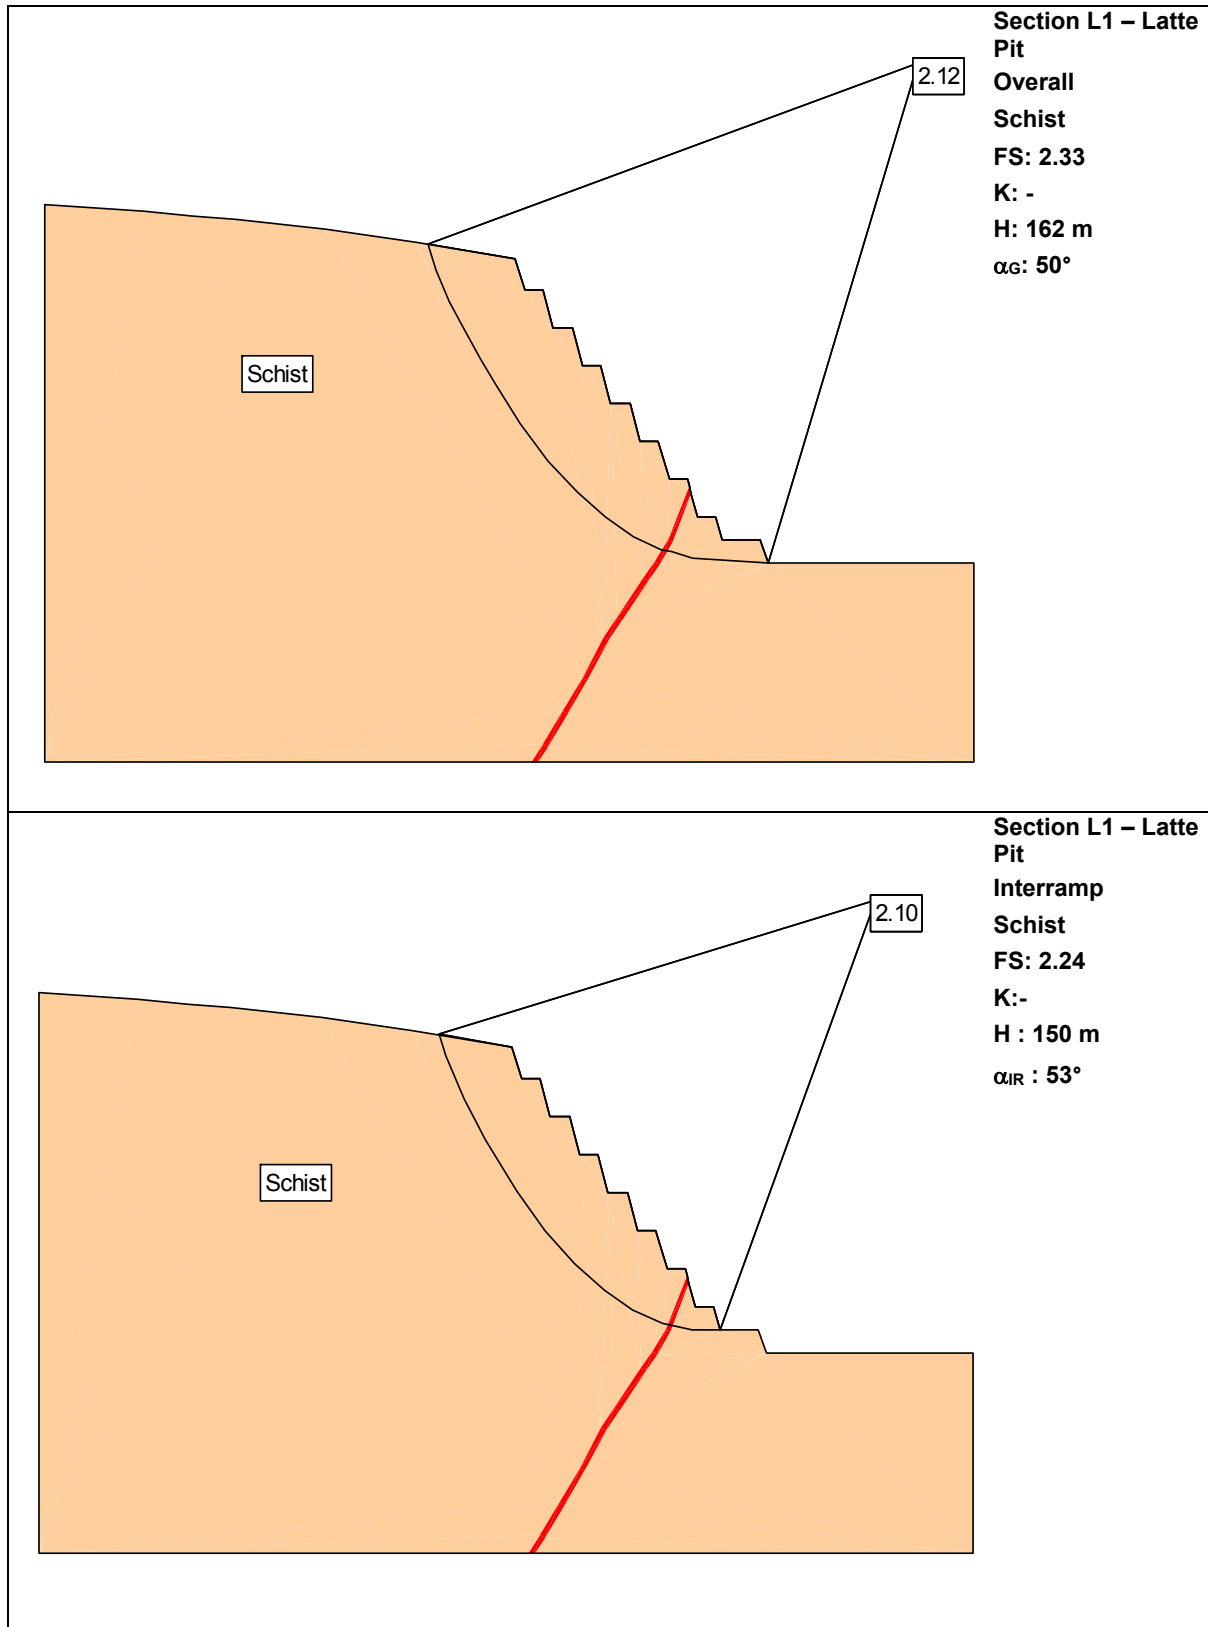 Section L1 – Latte
Pit
Overall
Schist
FS: 2.33
K: -
H: 162 m
αG: 50°
2.12
Schist
Section L1 – Latte
Pit
Interramp
Schist
FS: 2.24
K:-
H : 150 m
αIR : 53°
2.10
Schist